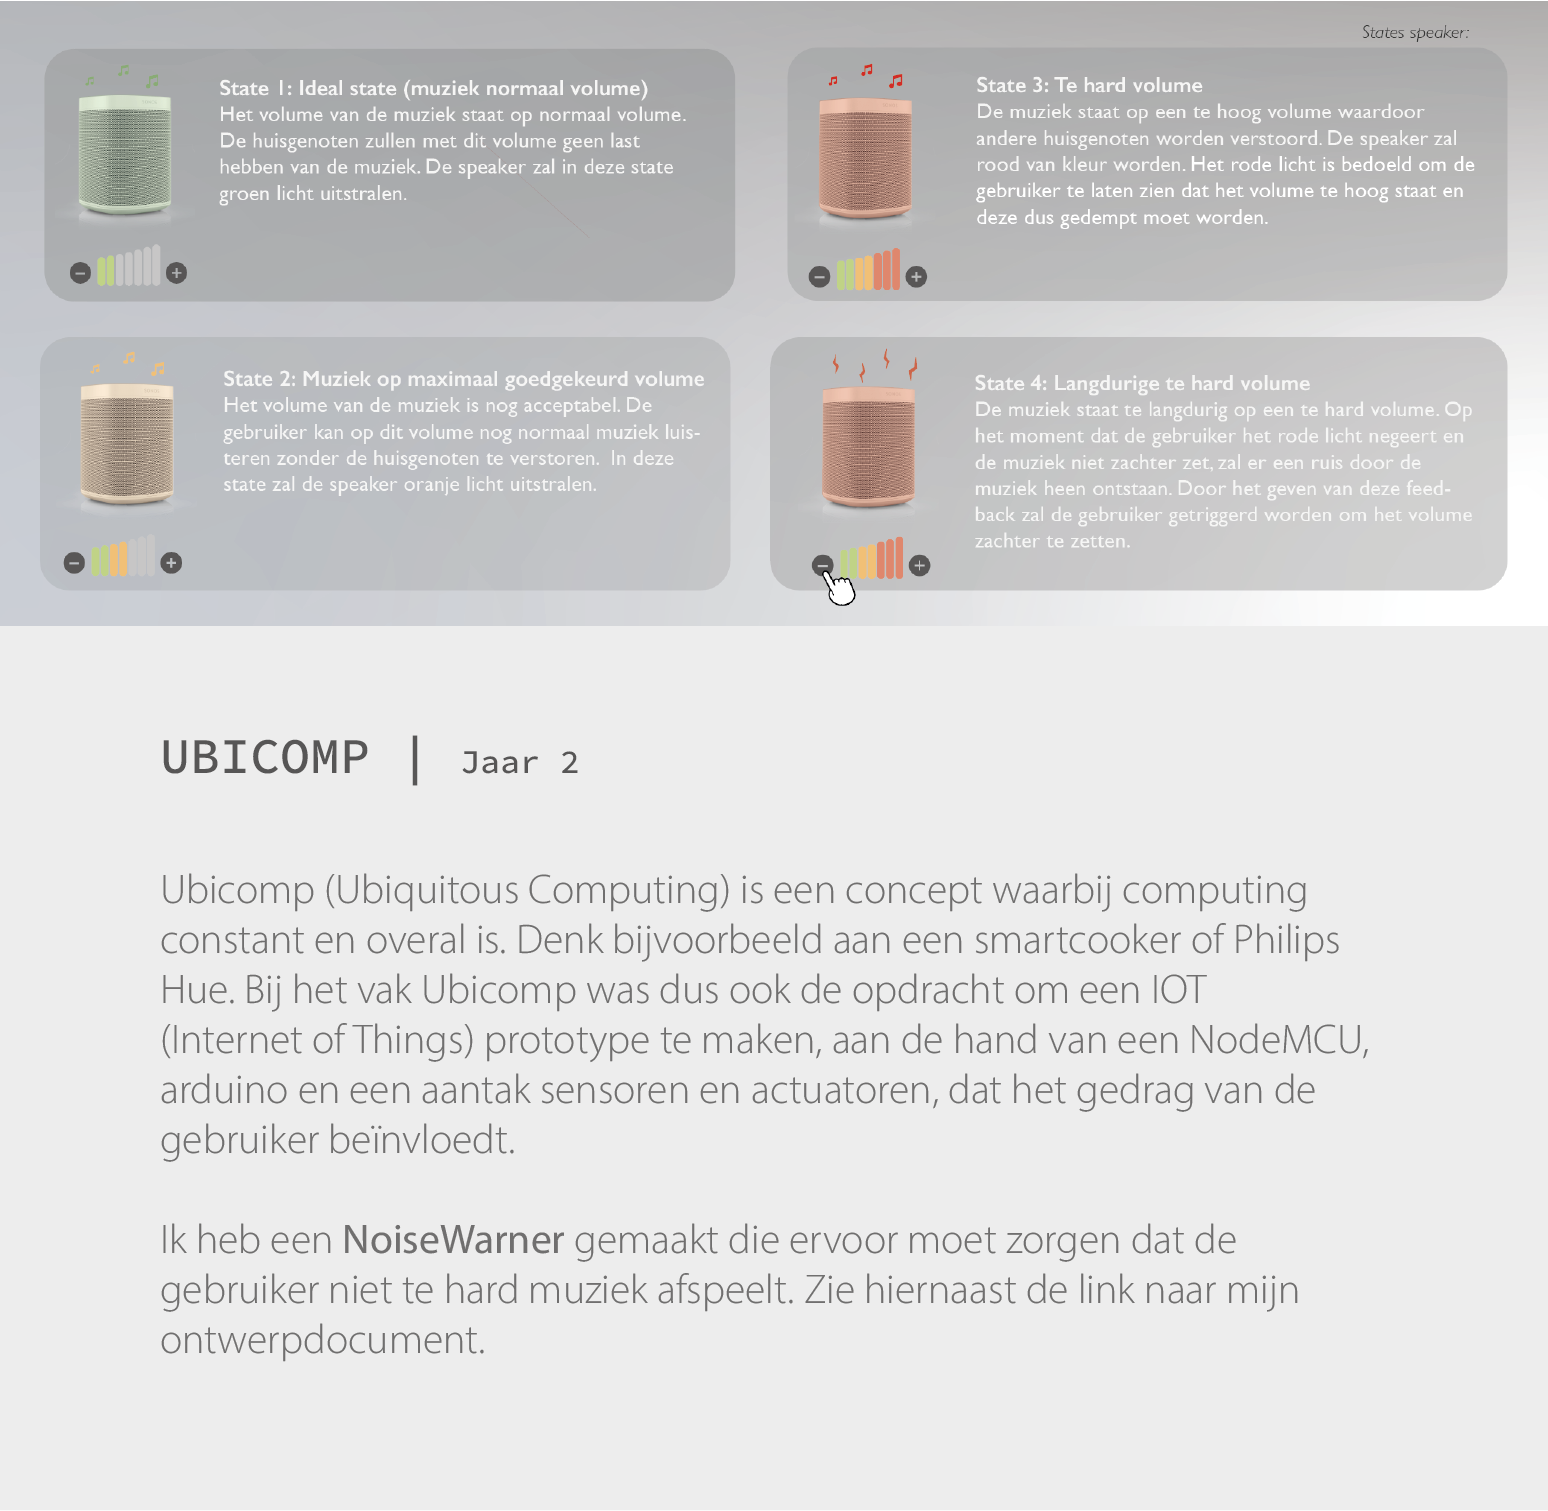 States speaker:
State 1: Ideal state (muziek normaal volume)
Het volume van de muziek staat op normaal volume.
De huisgenoten zullen met dit volume geen last
hebben van de muziek. De speaker zal in deze state
groen licht uitstralen.
State 3: Te hard volume
De muziek staat op een te hoog volume waardoor
andere huisgenoten worden verstoord. De speaker zal
rood van kleur worden. Het rode licht is bedoeld om de
gebruiker te laten zien dat het volume te hoog staat en
deze dus gedempt moet worden.
State 2: Muziek op maximaal goedgekeurd volume
Het volume van de muziek is nog acceptabel. De
gebruiker kan op dit volume nog normaal muziek luis-
teren zonder de huisgenoten te verstoren. In deze
state zal de speaker oranje licht uitstralen.
State 4: Langdurige te hard volume
De muziek staat te langdurig op een te hard volume. Op
het moment dat de gebruiker het rode licht negeert en
de muziek niet zachter zet, zal er een ruis door de
muziek heen ontstaan. Door het geven van deze feed-
back zal de gebruiker getriggerd worden om het volume
zachter te zetten.
UBICOMP | Jaar 2
Ubicomp (Ubiquitous Computing) is een concept waarbij computing
constant en overal is. Denk bijvoorbeeld aan een smartcooker of Philips
Hue. Bij het vak Ubicomp was dus ook de opdracht om een IOT
(Internet of Things) prototype te maken, aan de hand van een NodeMCU,
arduino en een aantak sensoren en actuatoren, dat het gedrag van de
gebruiker beïnvloedt.
Ik heb een NoiseWarner gemaakt die ervoor moet zorgen dat de
gebruiker niet te hard muziek afspeelt. Zie hiernaast de link naar mijn
ontwerpdocument.